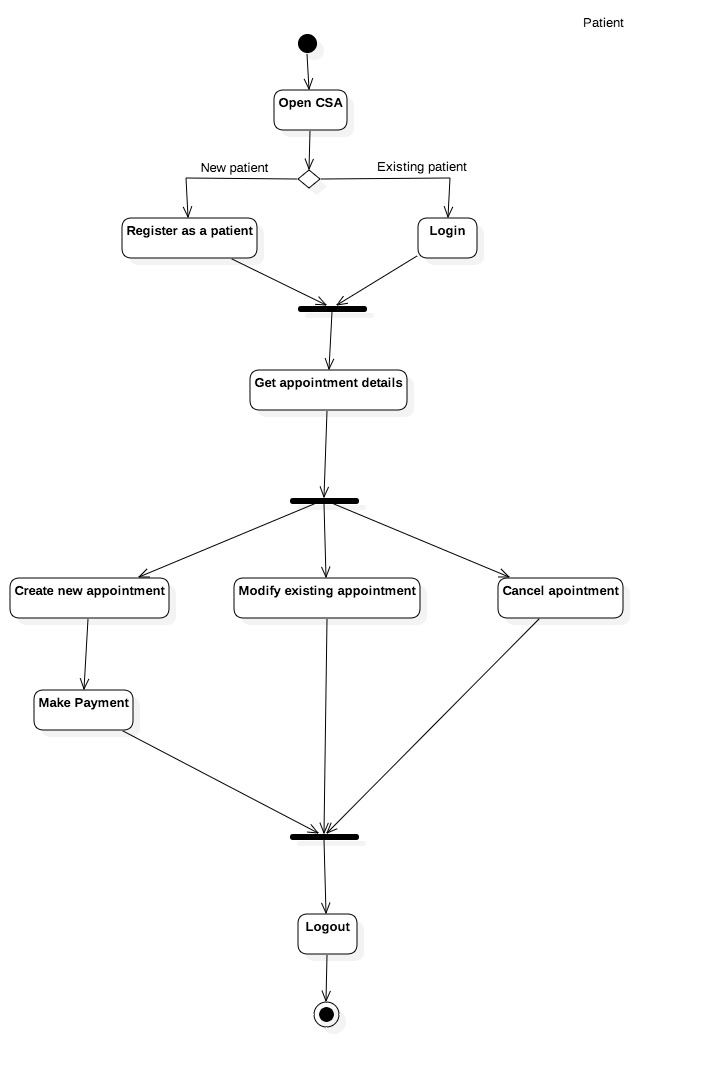 Patient
Open CSA
New patient
Existing patient
Register as a patient
Login
Get appointment details
Create new appointment
Modify existing appointment
Cancel apointment
Make Payment
Logout